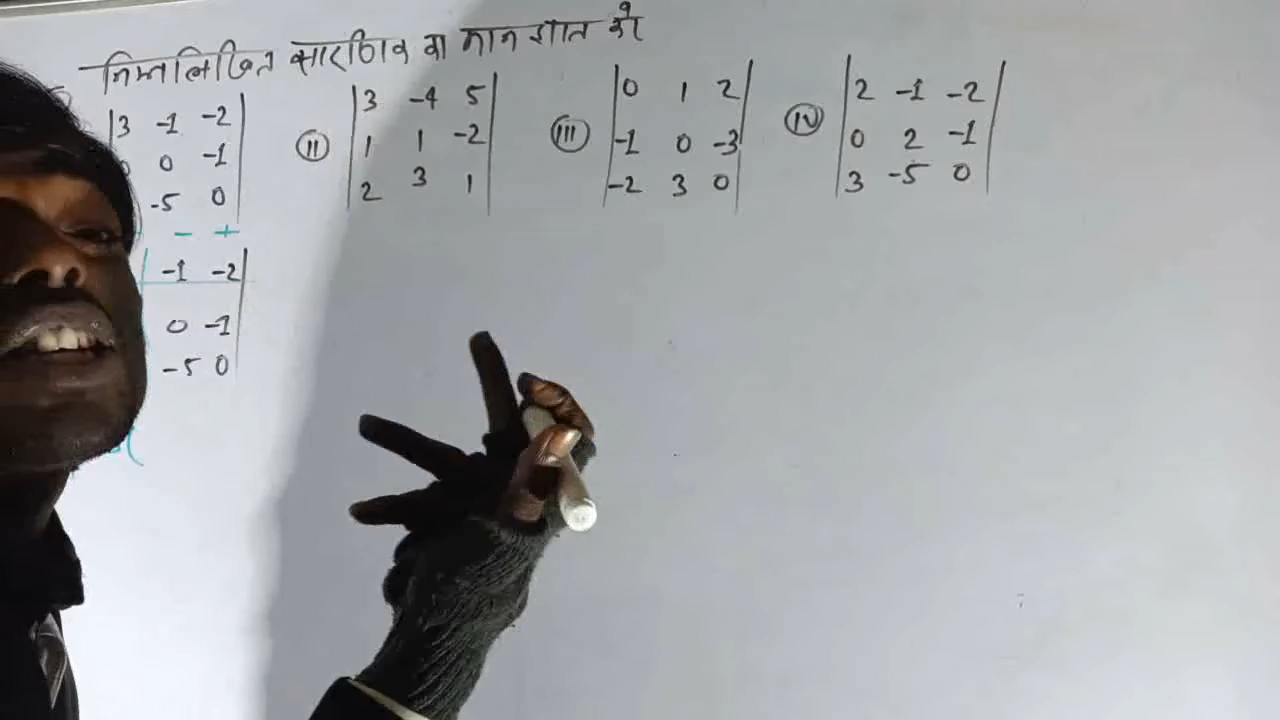 निम्नलिखित सारणिक का मान ज्ञात करें
3 -1 -2
0 0 -1
-5 0
- +
-1 -2
0 -1
-5 0
II
3 -4 5
1 1 -2
2 3 1
III
0 1 2
-1 0 -3
-2 3 0
IV
2 -1 -2
0 2 -1
3 -5 0